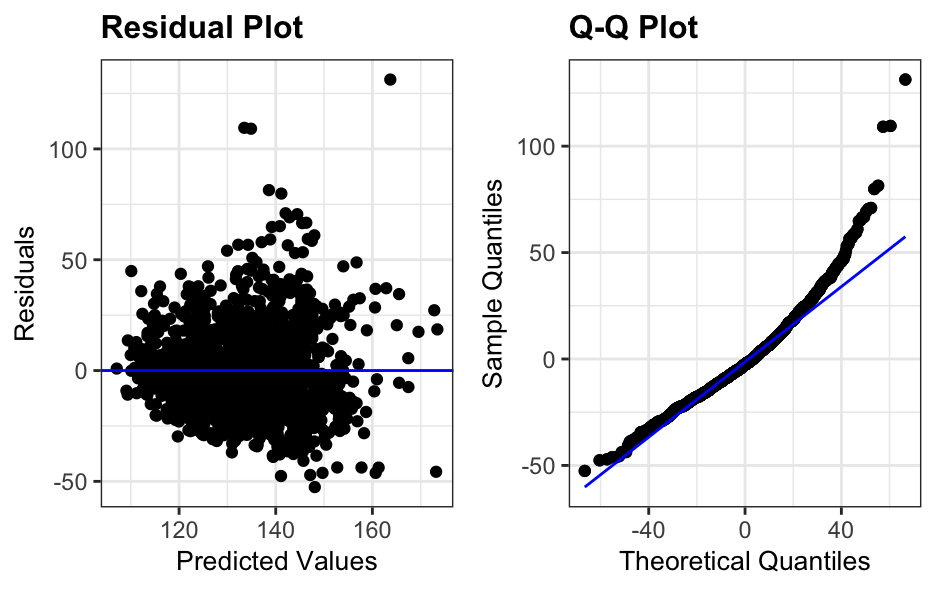 Residual Plot
100
50
0
-50
Residuals
120 140 160
Predicted Values
Q-Q Plot
100
50
0
-50
Sample Quantiles
-40 0 40
Theoretical Quantiles